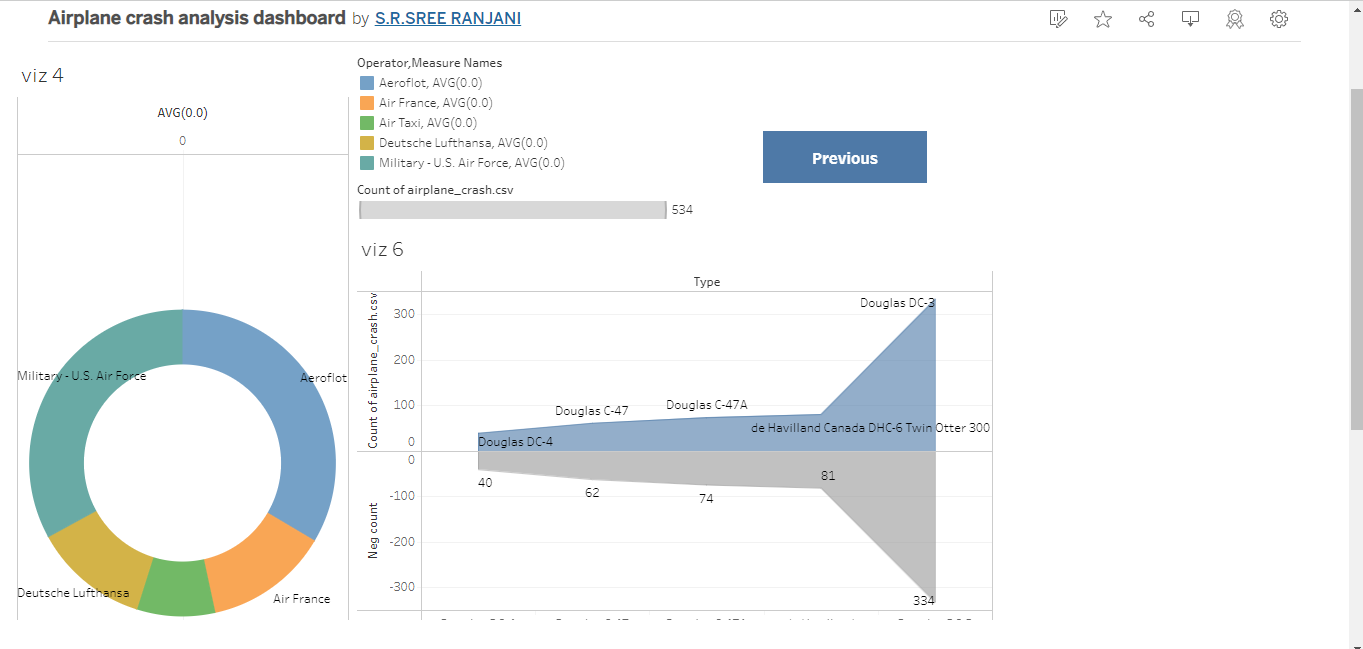 Airplane crash analysis dashboard by S.R.SREE RANJANI
viz 4
AVG(0.0)
0
Military - U.S. Air Force
Aeroflot
Deutsche Lufthansa
Air France
Operator,Measure Names
Aeroflot, AVG(0.0)
Air France, AVG(0.0)
Air Taxi, AVG(0.0)
Deutsche Lufthansa, AVG(0.0)
Military - U.S. Air Force, AVG(0.0)
Count of airplane_crash.csv
534
Previous
viz 6
Type
Count of airplane_crash.csv
300
200
100
0
Douglas DC-3
Douglas C-47
Douglas C-47A
de Havilland Canada DHC-6 Twin Otter 300
Douglas DC-4
Neg count
0
-100
-200
-300
40
62
74
81
334